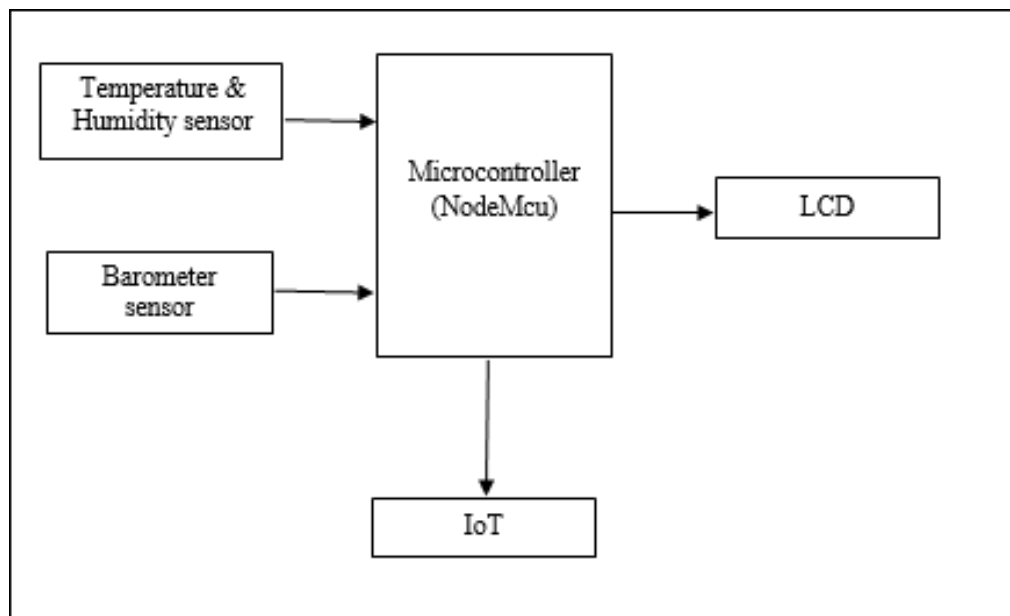 Temperature &
Humidity sensor
Microcontroller
(NodeMcu)
LCD
Barometer
sensor
IoT